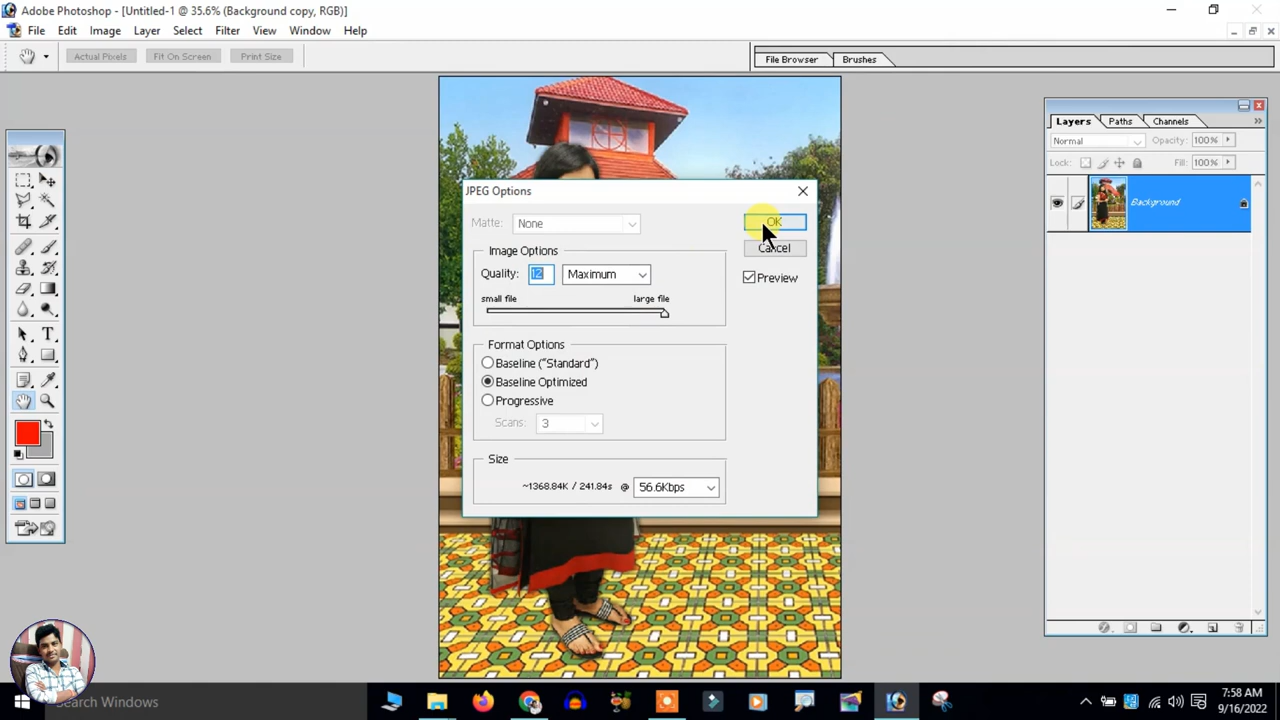 Adobe Photoshop - [Untitled-1 @ 35.6% (Background copy, RGB)]
File Edit Image Layer Select Filter View Window Help
Actual Pixels Fit On Screen Print Size
File Browser Brushes
Layers Paths Channels
Normal Opacity: 100%
Lock: Fill: 100%
Background
JPEG Options
Matte: None
OK
Cancel
Preview
Image Options
Quality: 12 Maximum
small file large file
Format Options
Baseline ("Standard")
Baseline Optimized
Progressive
Scans: 3
Size
~1368.84K / 241.84s @ 56.6Kbps
Search Windows
7:58 AM
9/16/2022